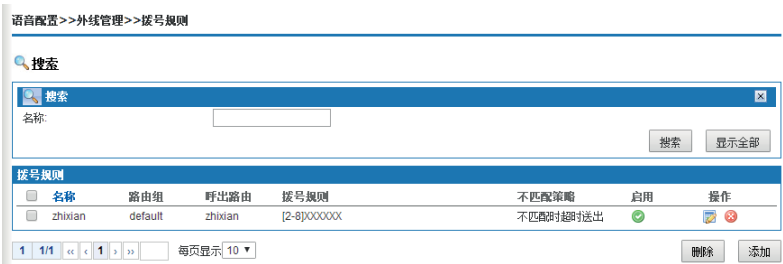 语音配置>>外线管理>>拨号规则
搜索
搜索
名称:
搜索 显示全部
拨号规则
名称 路由组 呼出路由 拨号规则 不匹配策略 启用 操作
zhixian default zhixian [2-8]XXXXXX 不匹配时超时送出
1 1/1 ‹‹ ‹ 1 › ›› 每页显示 10 删除 添加